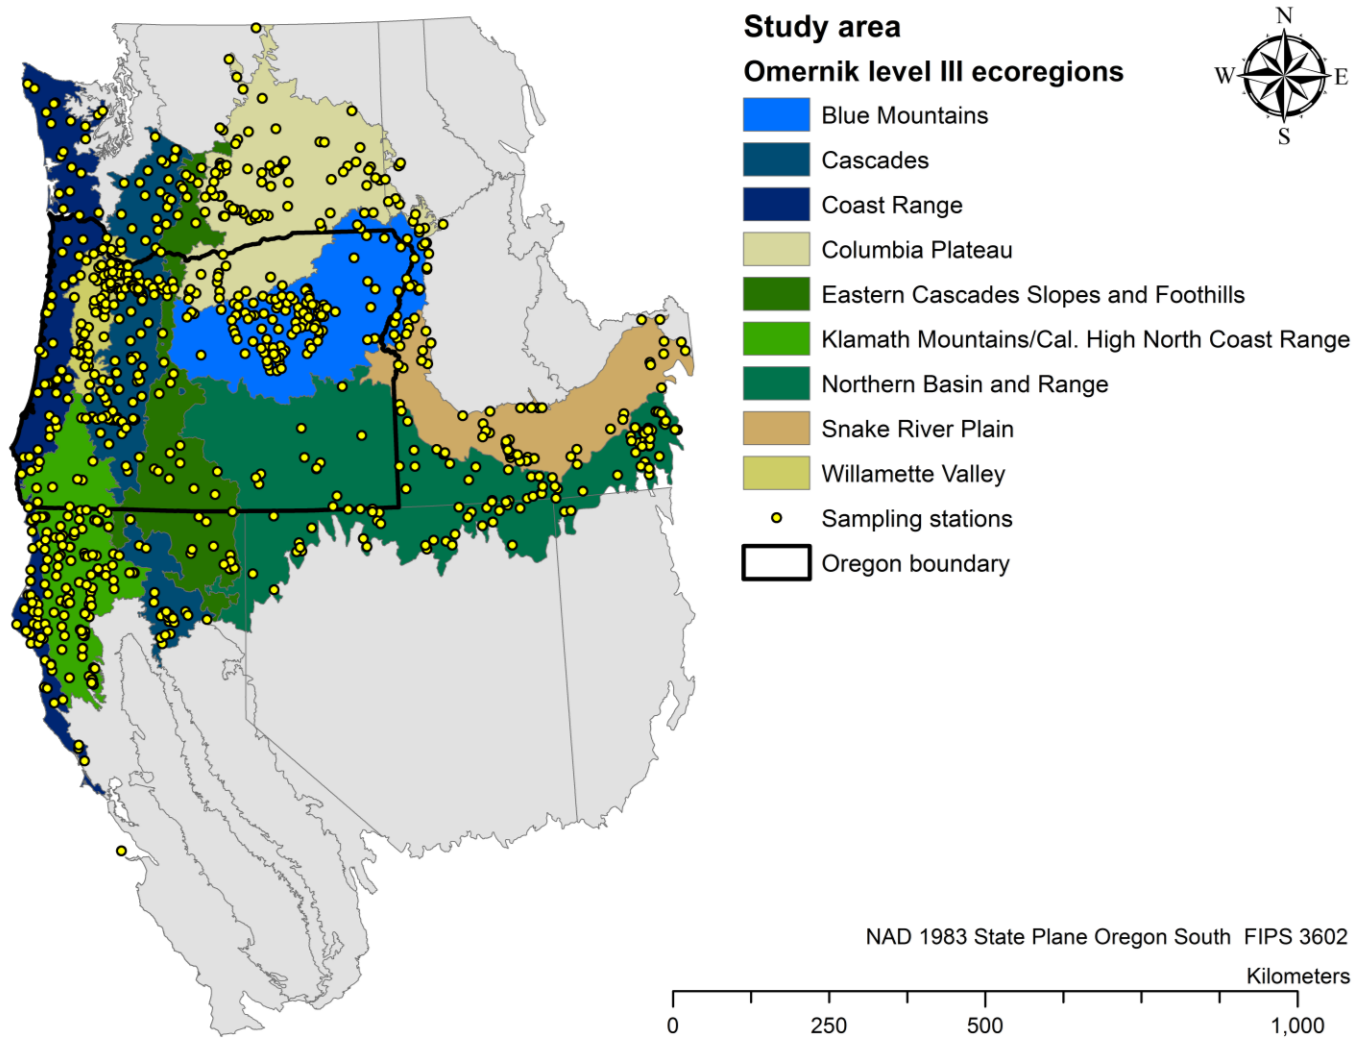 Study area
Omernik level III ecoregions
Blue Mountains
Cascades
Coast Range
Columbia Plateau
Eastern Cascades Slopes and Foothills
Klamath Mountains/Cal. High North Coast Range
Northern Basin and Range
Snake River Plain
Willamette Valley
Sampling stations
Oregon boundary
N
W E
S
NAD 1983 State Plane Oregon South FIPS 3602
Kilometers
0 250 500 1,000